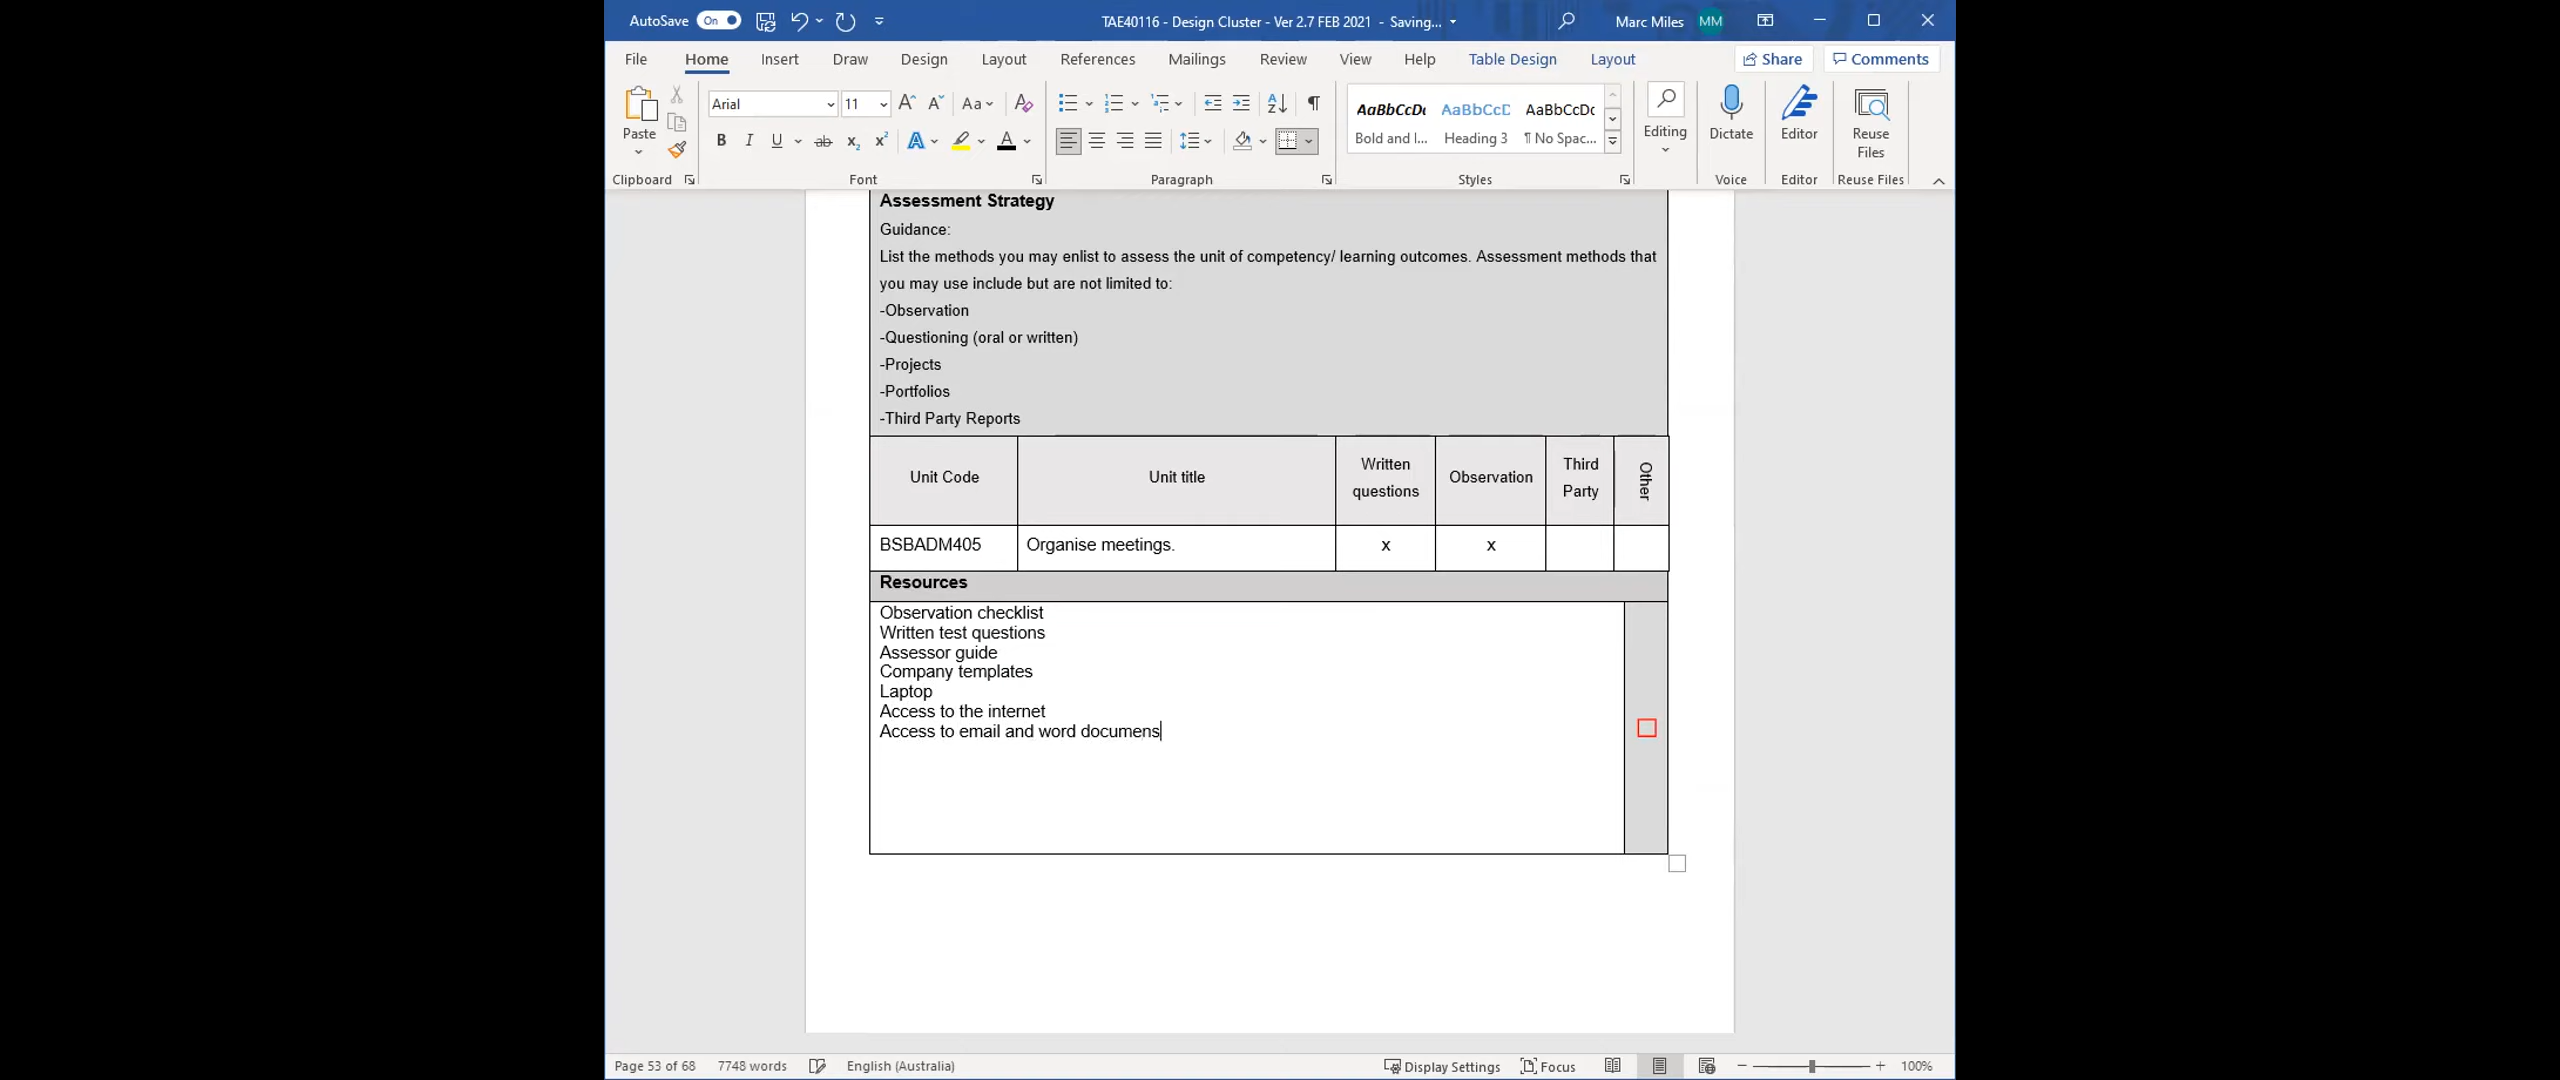 AutoSave On TAE40116 - Design Cluster - Ver 2.7 FEB 2021 - Saving... Marc Miles MM
File Home Insert Draw Design Layout References Mailings Review View Help Table Design Layout Share Comments
Paste
Arial 11
AaBbCcDc AaBbCcD AaBbCcDc
Bold and I... Heading 3 ¶ No Spac...
Editing
Dictate
Editor
Reuse Files
Clipboard Font Paragraph Styles Voice Editor Reuse Files
Assessment Strategy
Guidance:
List the methods you may enlist to assess the unit of competency/ learning outcomes. Assessment methods that
you may use include but are not limited to:
-Observation
-Questioning (oral or written)
-Projects
-Portfolios
-Third Party Reports
Unit Code Unit title Written questions Observation Third Party Other
BSBADM405 Organise meetings. x x
Resources
Observation checklist
Written test questions
Assessor guide
Company templates
Laptop
Access to the internet
Access to email and word documens
Page 53 of 68 7748 words English (Australia) Display Settings Focus 100%